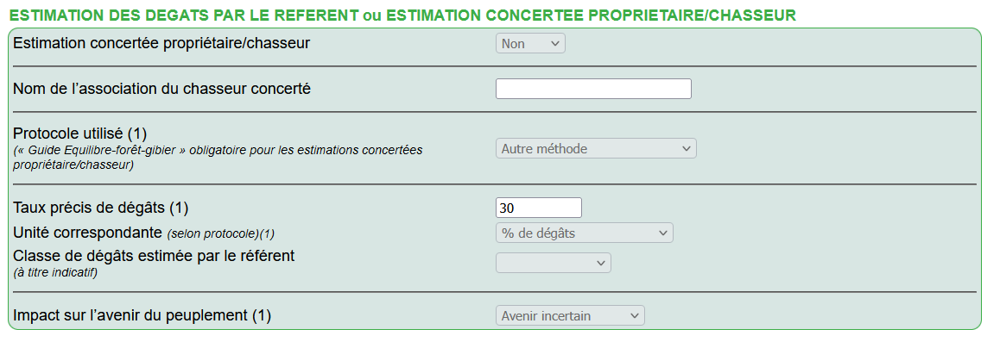 ESTIMATION DES DEGATS PAR LE REFERENT ou ESTIMATION CONCERTEE PROPRIETAIRE/CHASSEUR
Estimation concertée propriétaire/chasseur Non
Nom de l’association du chasseur concerté
Protocole utilisé (1)
(« Guide Equilibre-forêt-gibier » obligatoire pour les estimations concertées
propriétaire/chasseur)
Autre méthode
Taux précis de dégâts (1) 30
Unité correspondante (selon protocole)(1) % de dégâts
Classe de dégâts estimée par le référent
(à titre indicatif)
Impact sur l’avenir du peuplement (1) Avenir incertain